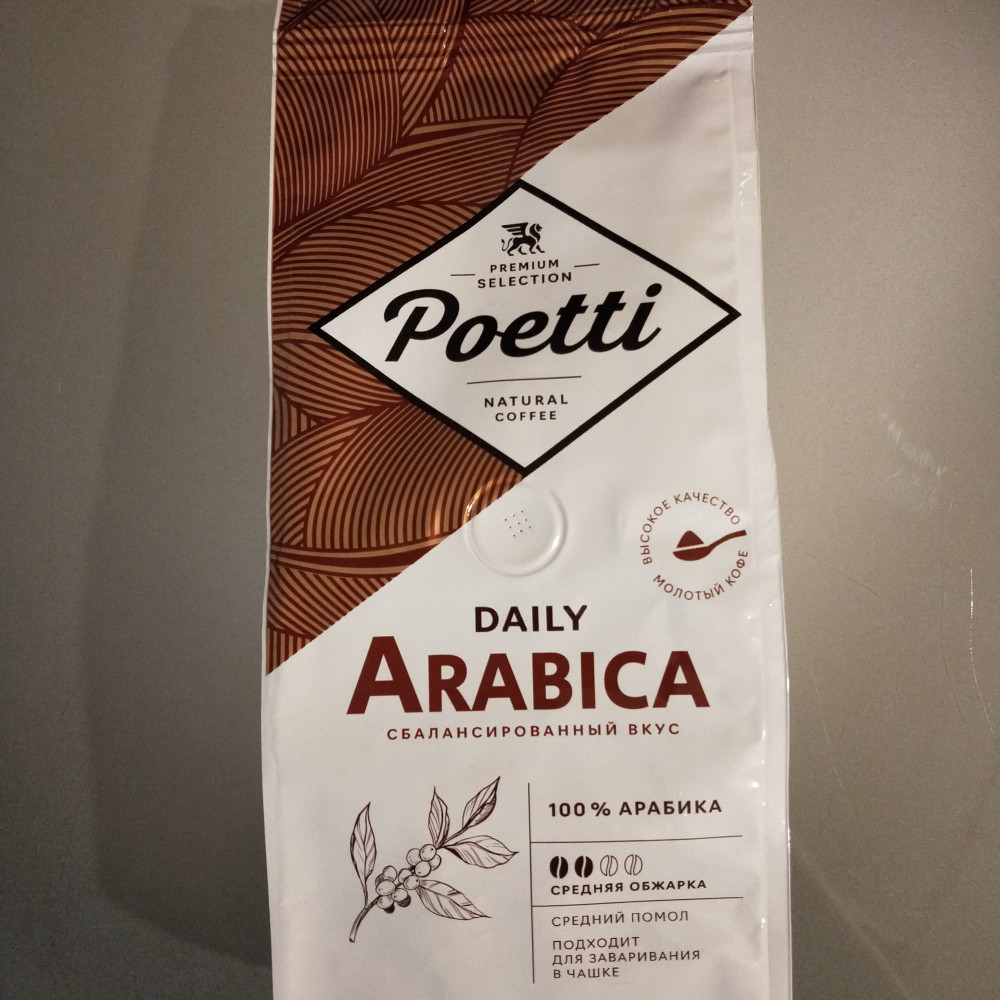 PREMIUM
SELECTION
Poetti
NATURAL
COFFEE
ВЫСОКОЕ КАЧЕСТВО
МОЛОТЫЙ КОФЕ
DAILY
ARABICA
СБАЛАНСИРОВАННЫЙ ВКУС
100% АРАБИКА
СРЕДНЯЯ ОБЖАРКА
СРЕДНИЙ ПОМОЛ
ПОДХОДИТ
ДЛЯ ЗАВАРИВАНИЯ
В ЧАШКЕ